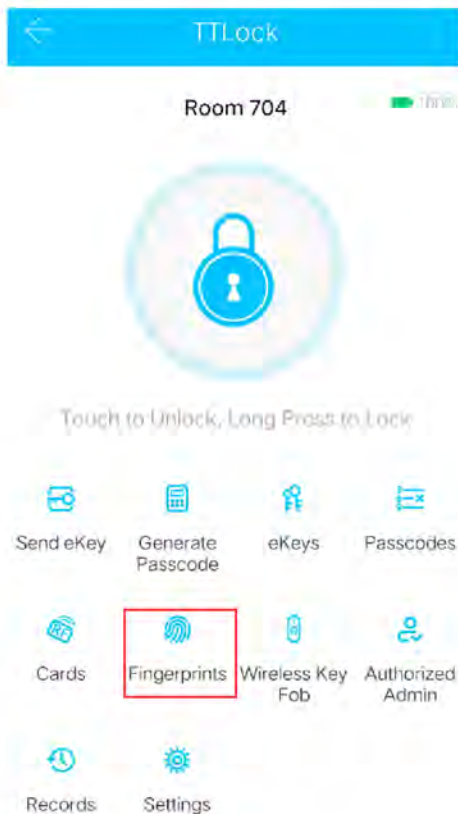 TTLock
Room 704
Touch to Unlock, Long Press to Lock
Send eKey
Generate
Passcode
eKeys
Passcodes
Cards
Fingerprints
Wireless Key
Fob
Authorized
Admin
Records
Settings